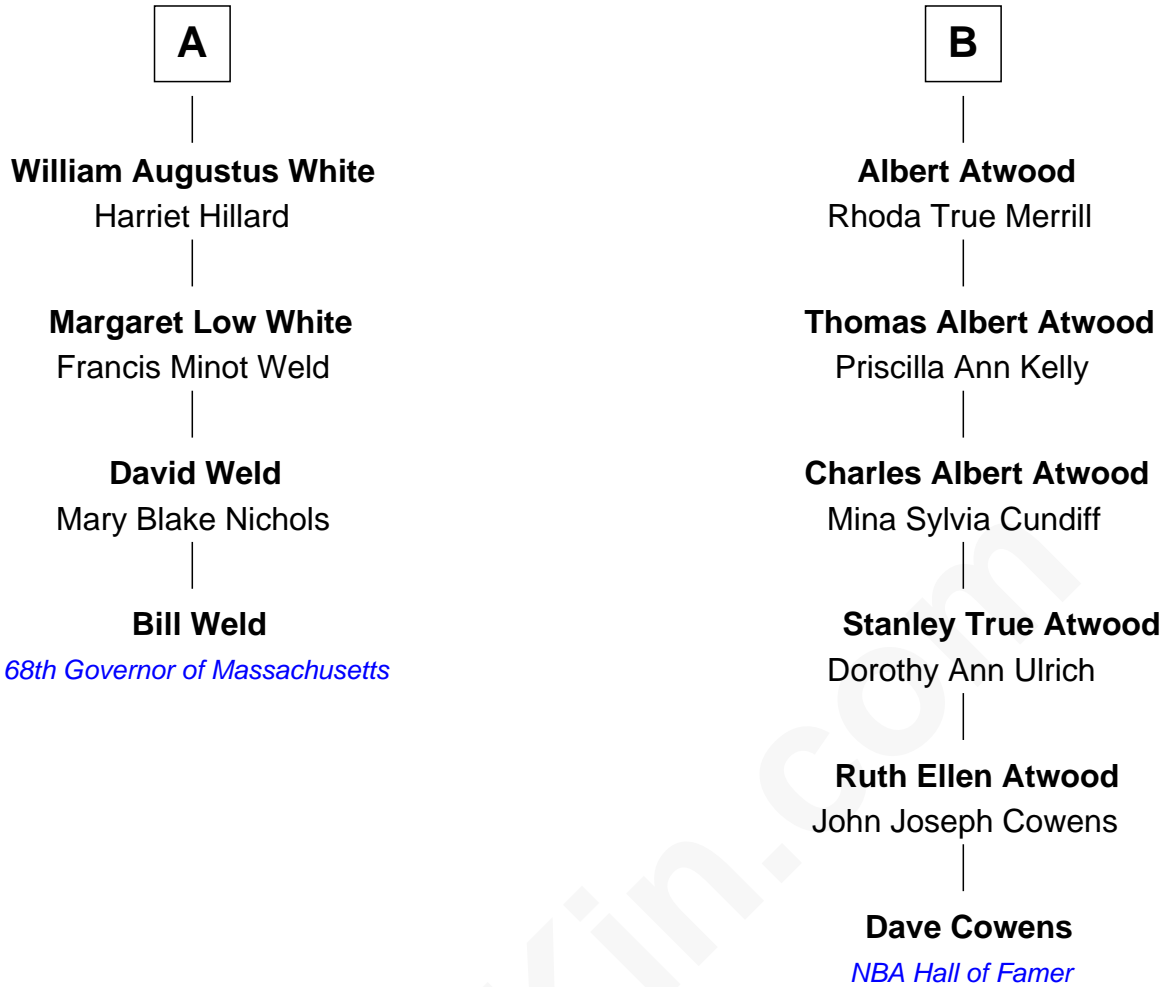 A
William Augustus White
Harriet Hillard
Margaret Low White
Francis Minot Weld
David Weld
Mary Blake Nichols
Bill Weld
68th Governor of Massachusetts
B
Albert Atwood
Rhoda True Merrill
Thomas Albert Atwood
Priscilla Ann Kelly
Charles Albert Atwood
Mina Sylvia Cundiff
Stanley True Atwood
Dorothy Ann Ulrich
Ruth Ellen Atwood
John Joseph Cowens
Dave Cowens
NBA Hall of Famer